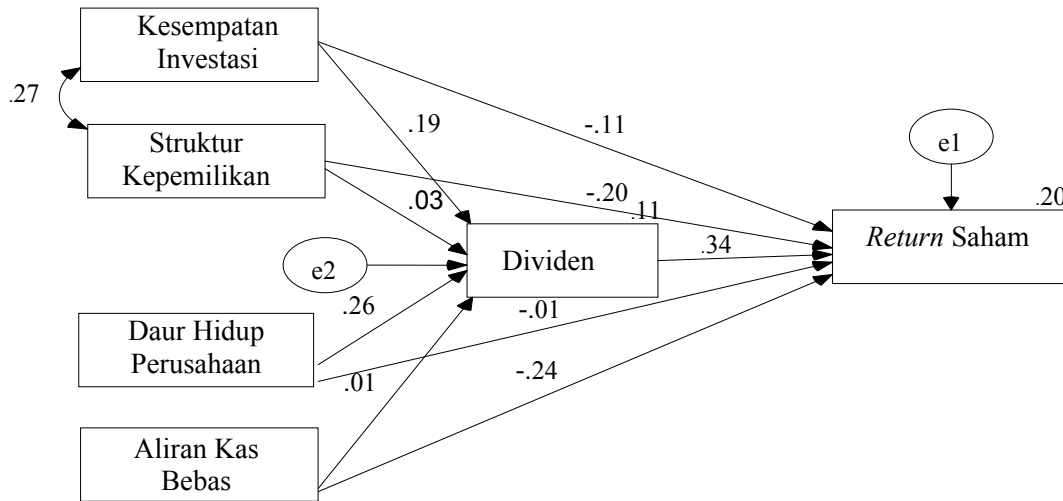 Kesempatan
Investasi
.27
.19
-.11
Struktur
Kepemilikan
e1
.03
-.20
.11
.20
Return Saham
.34
Dividen
e2
.26
-.01
Daur Hidup
Perusahaan
.01
-.24
Aliran Kas
Bebas